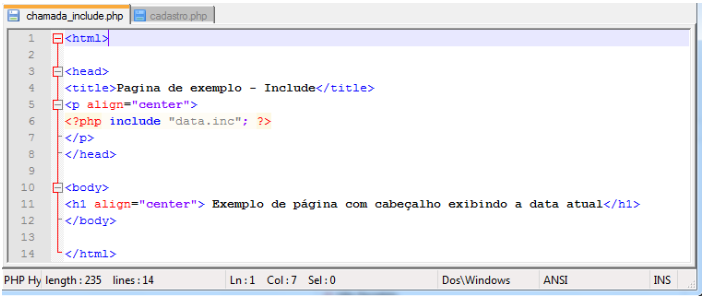 chamada_include.php cadastro.php
1 <html>
2
3 <head>
4 <title>Pagina de exemplo - Include</title>
5 <p align="center">
6 <?php include "data.inc"; ?>
7 </p>
8 </head>
9
10 <body>
11 <h1 align="center"> Exemplo de página com cabeçalho exibindo a data atual</h1>
12 </body>
13
14 </html>
PHP Hy length : 235 lines : 14 Ln : 1 Col : 7 Sel : 0 Dos\Windows ANSI INS